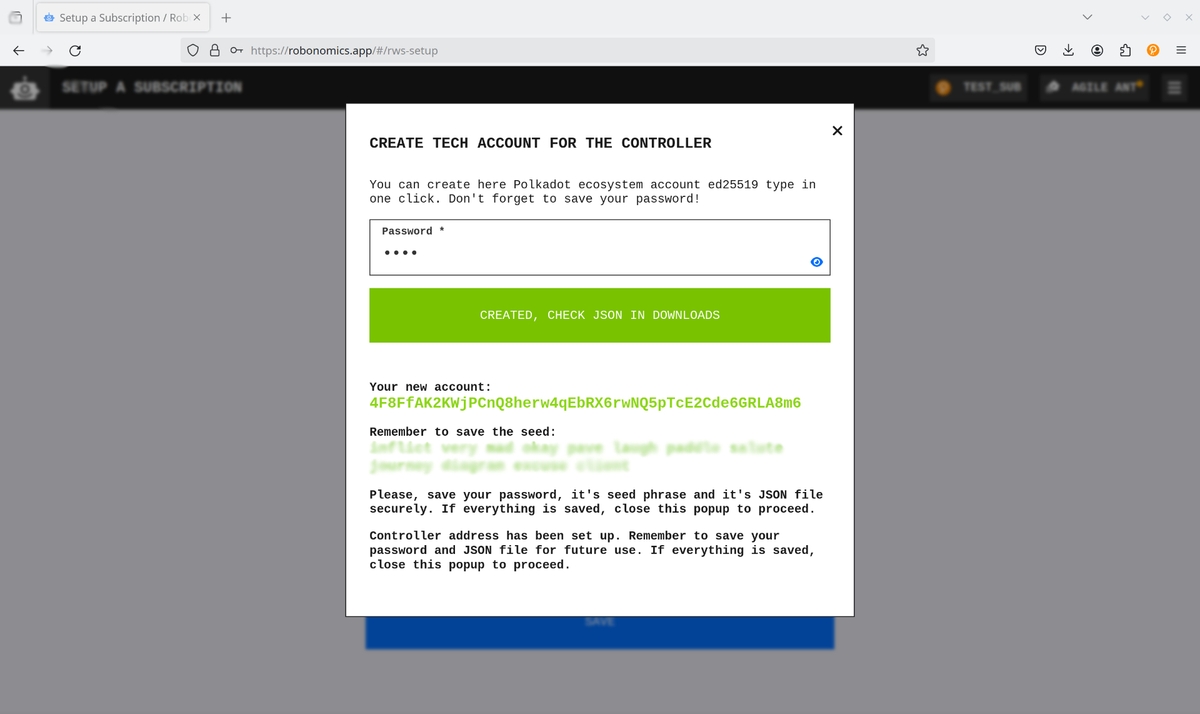 Setup a Subscription / Rob
https://robonomics.app/#/rws-setup
SETUP A SUBSCRIPTION
TEST_SUB
AGILE ANT
CREATE TECH ACCOUNT FOR THE CONTROLLER
You can create here Polkadot ecosystem account ed25519 type in
one click. Don't forget to save your password!
Password *
CREATED, CHECK JSON IN DOWNLOADS
Your new account:
4F8FfAK2KWjPCnQ8herw4qEbRX6rwNQ5pTcE2Cde6GRLA8m6
Remember to save the seed:
Please, save your password, it's seed phrase and it's JSON file
securely. If everything is saved, close this popup to proceed.
Controller address has been set up. Remember to save your
password and JSON file for future use. If everything is saved,
close this popup to proceed.
SAVE